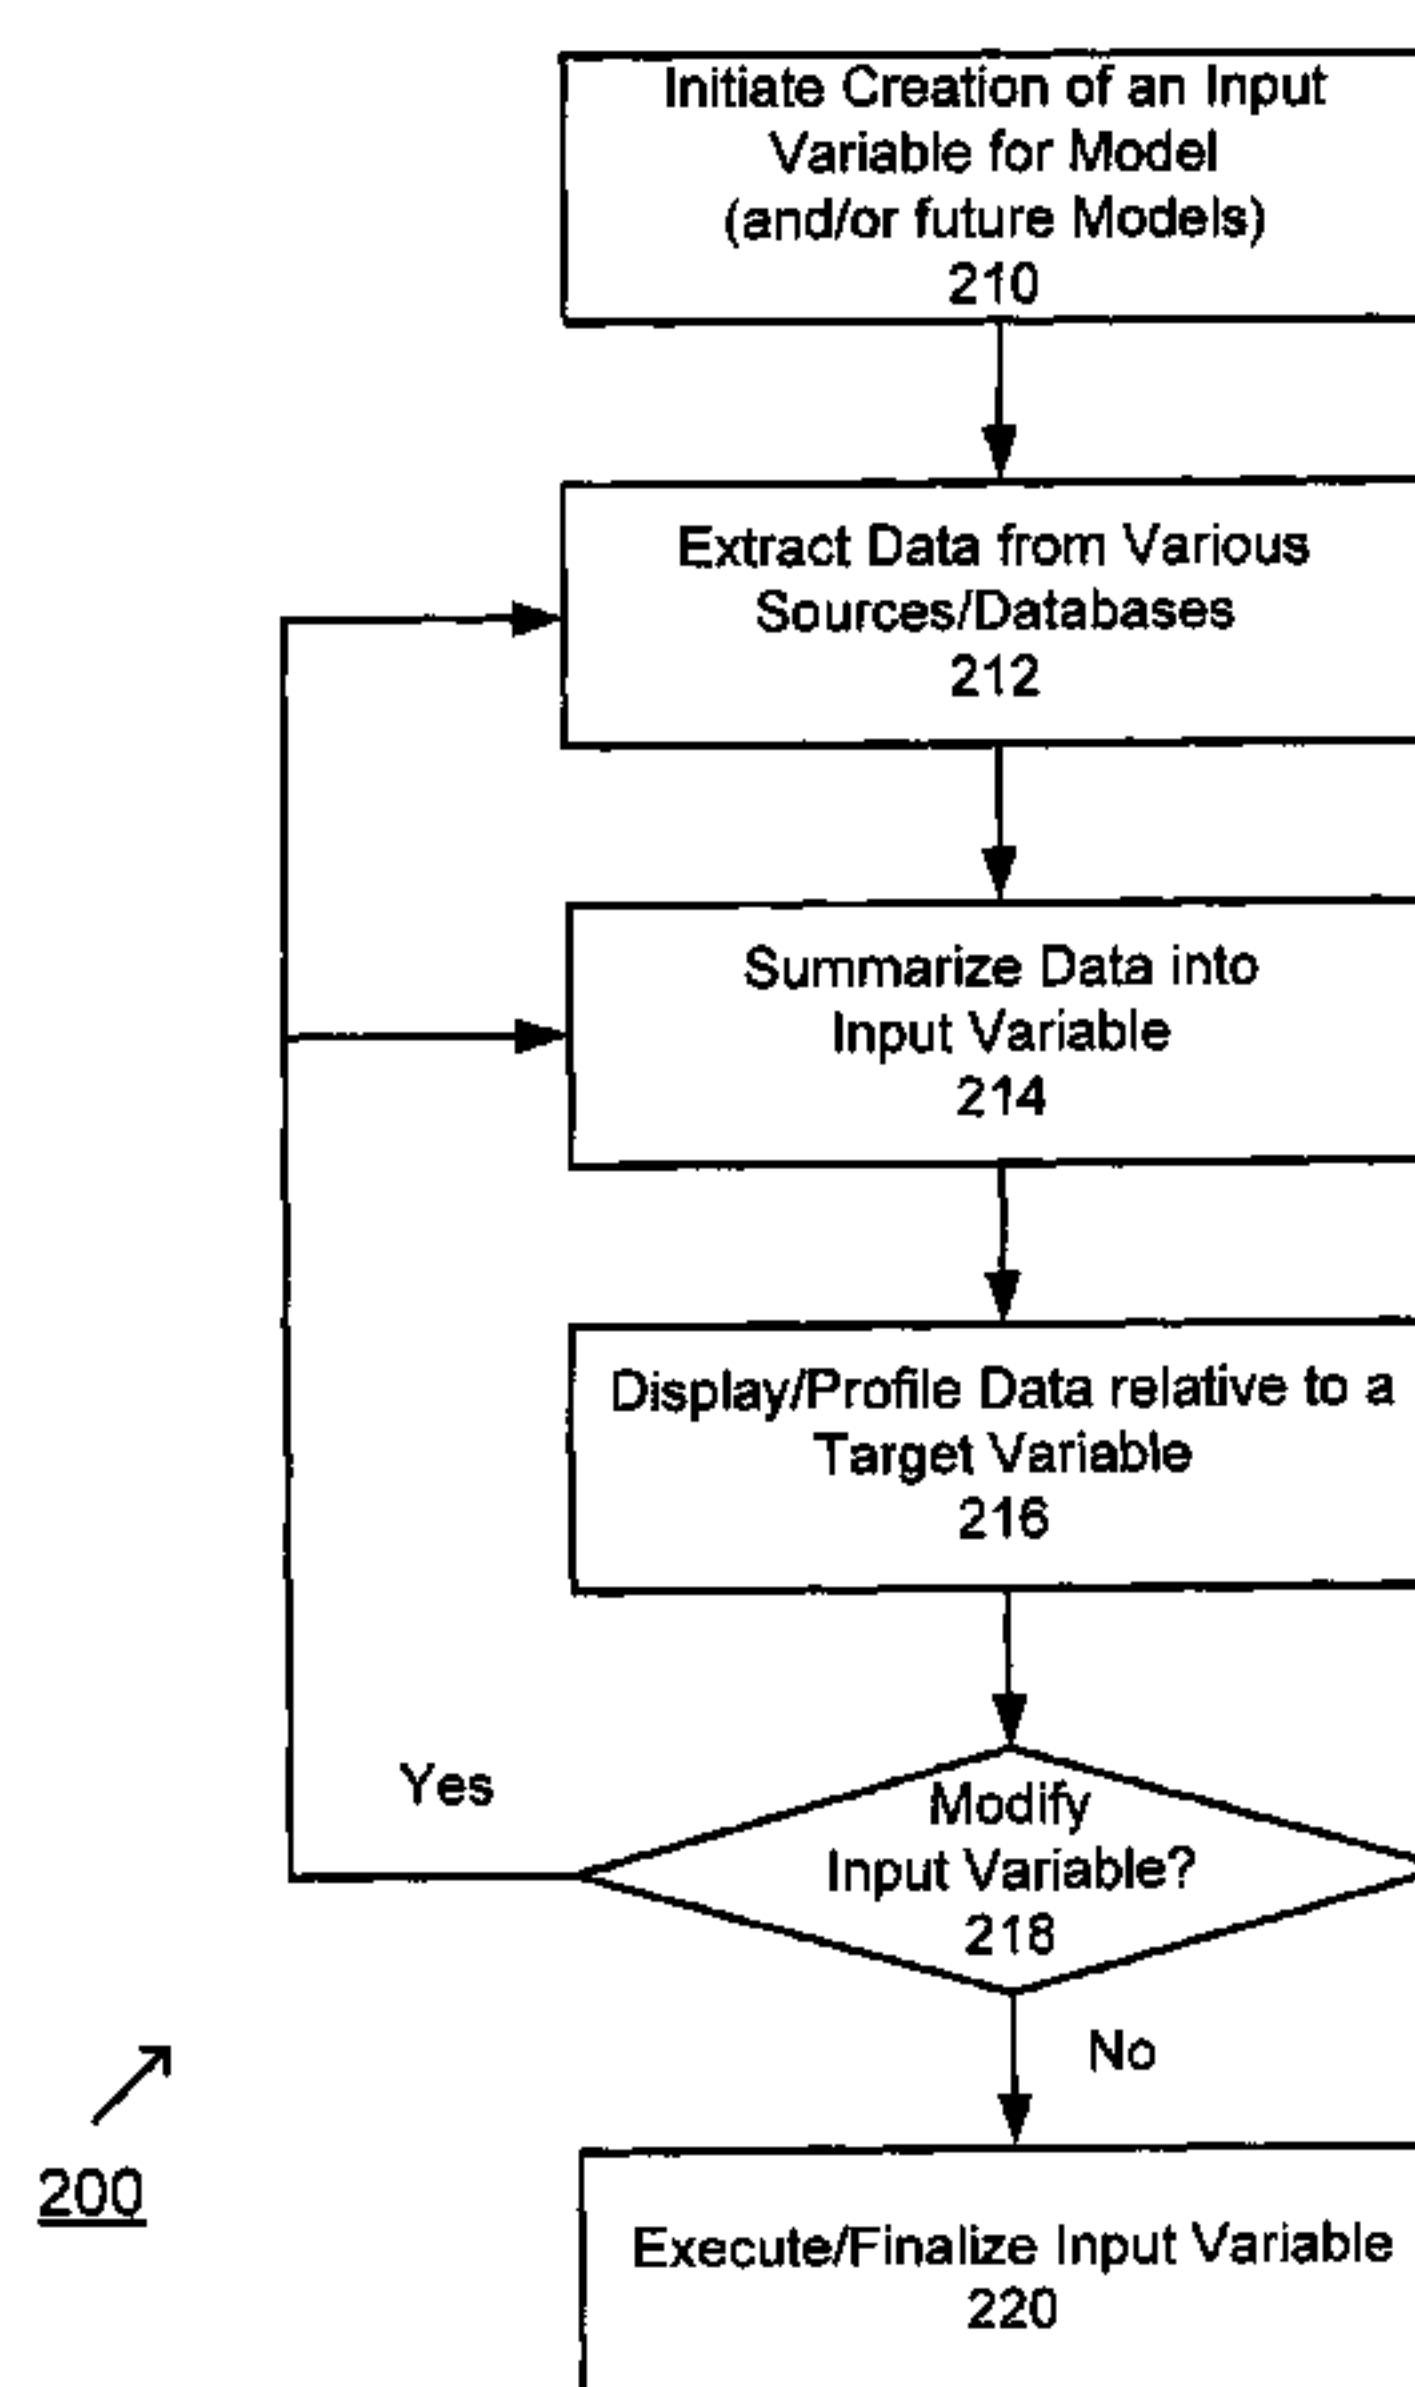 Initiate Creation of an Input
Variable for Model
(and/or future Models)
210
Extract Data from Various
Sources/Databases
212
Summarize Data into
Input Variable
214
Display/Profile Data relative to a
Target Variable
216
Yes
Modify
Input Variable?
218
No
200
Execute/Finalize Input Variable
220